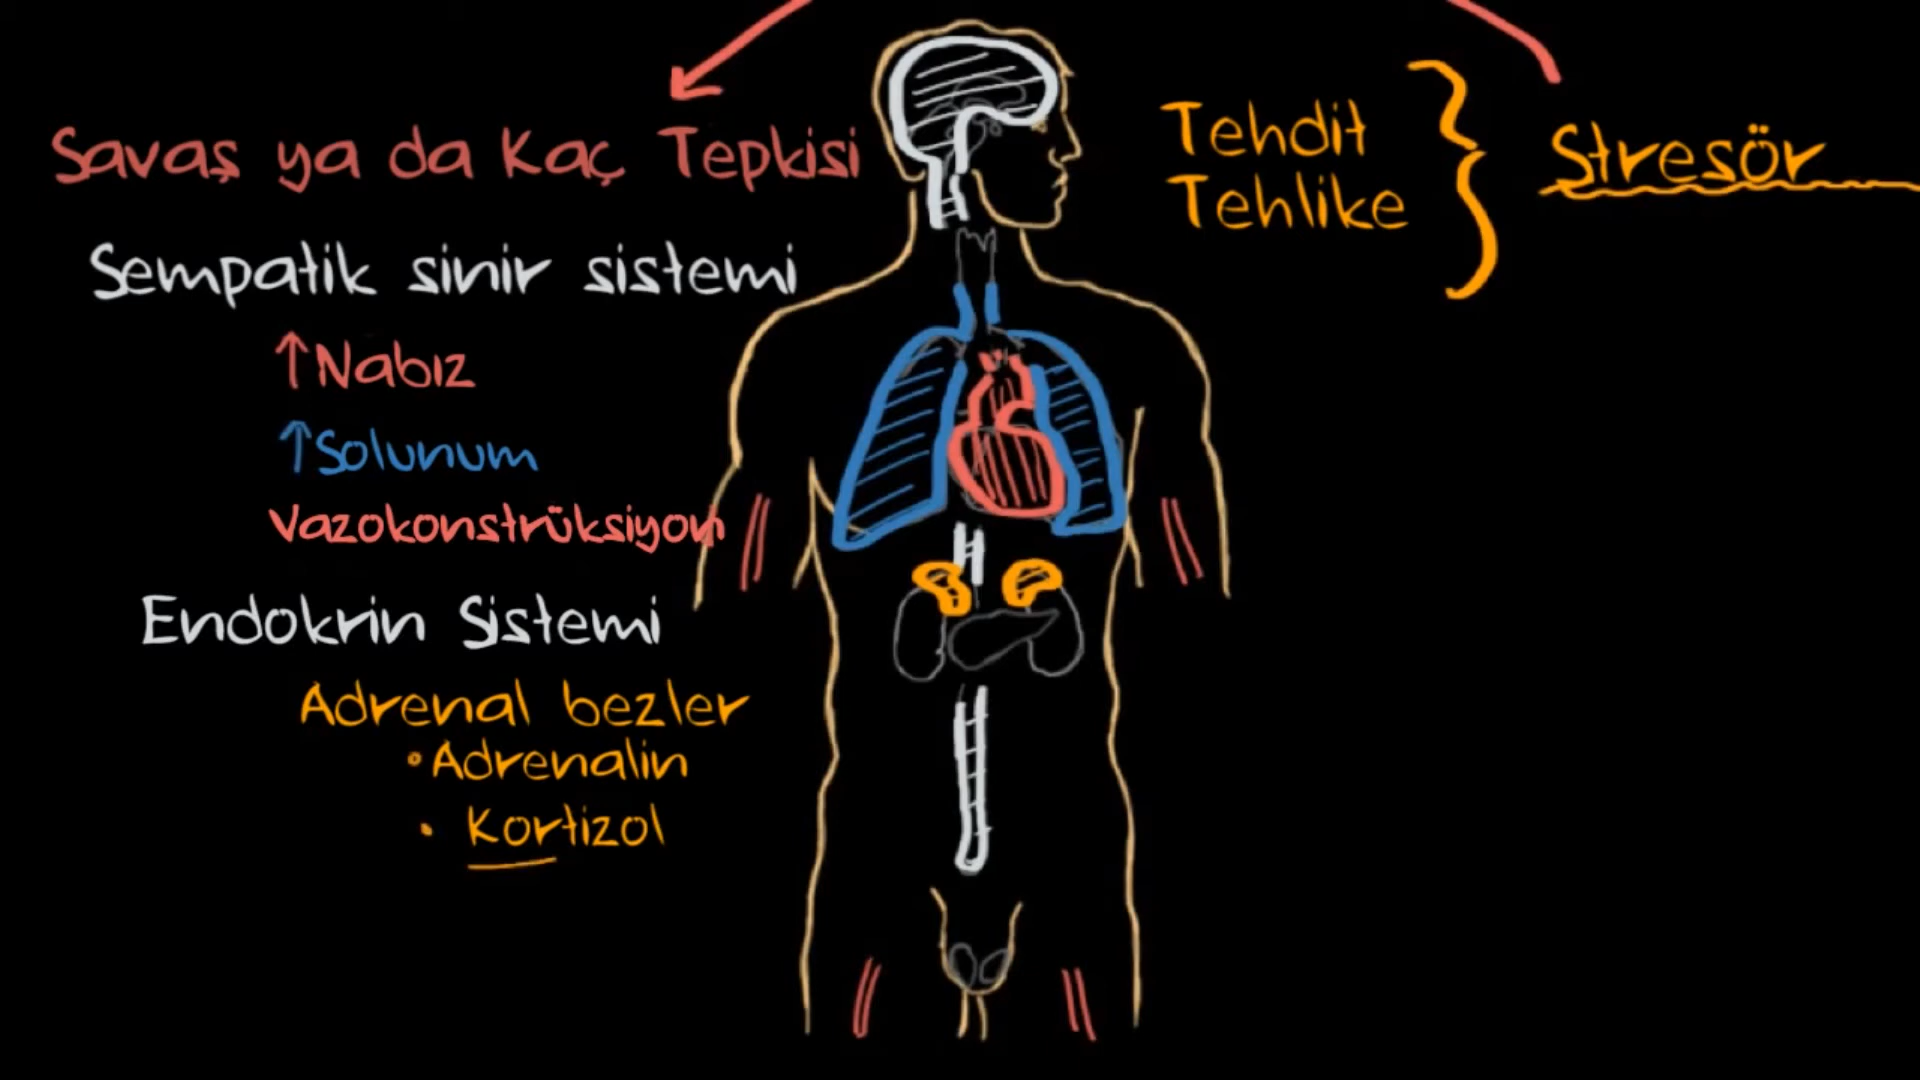 Savaş ya da Kaç Tepkisi
Sempatik sinir sistemi
↑Nabız
↑Solunum
Vazokonstrüksiyon
Endokrin Sistemi
Adrenal bezler
•Adrenalin
• Kortizol
Tehdit
Tehlike
Stresör